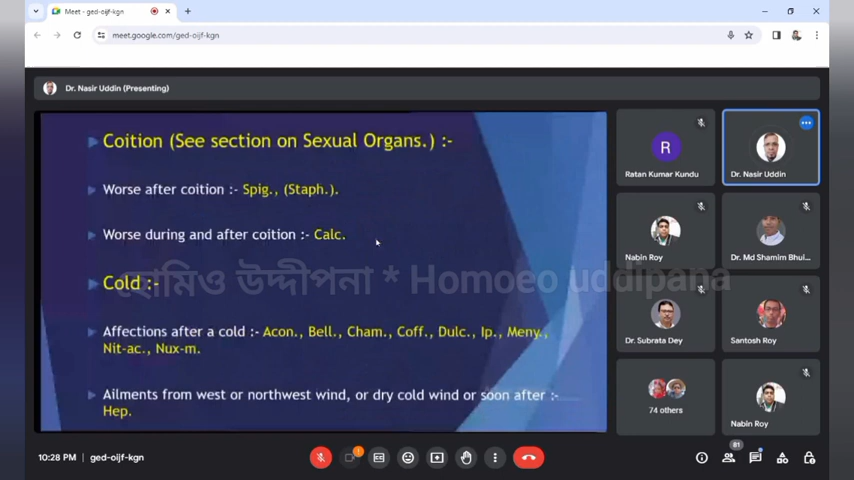 Meet - ged-oijf-kgn
meet.google.com/ged-oijf-kgn
Dr. Nasir Uddin (Presenting)
Coition (See section on Sexual Organs.) :-
Worse after coition :- Spig., (Staph.).
Worse during and after coition :- Calc.
Cold :-
হোমিও উদ্দীপনা * Homoeo uddipana
Affections after a cold :- Acon., Bell., Cham., Coff., Dulc., Ip., Meny.,
Nit-ac., Nux-m.
Ailments from west or northwest wind, or dry cold wind or soon after :-
Hep.
R
Ratan Kumar Kundu
Dr. Nasir Uddin
Nabin Roy
Dr. Md Shamim Bhui...
Dr. Subrata Dey
Santosh Roy
74 others
Nabin Roy
10:28 PM
ged-oijf-kgn
81